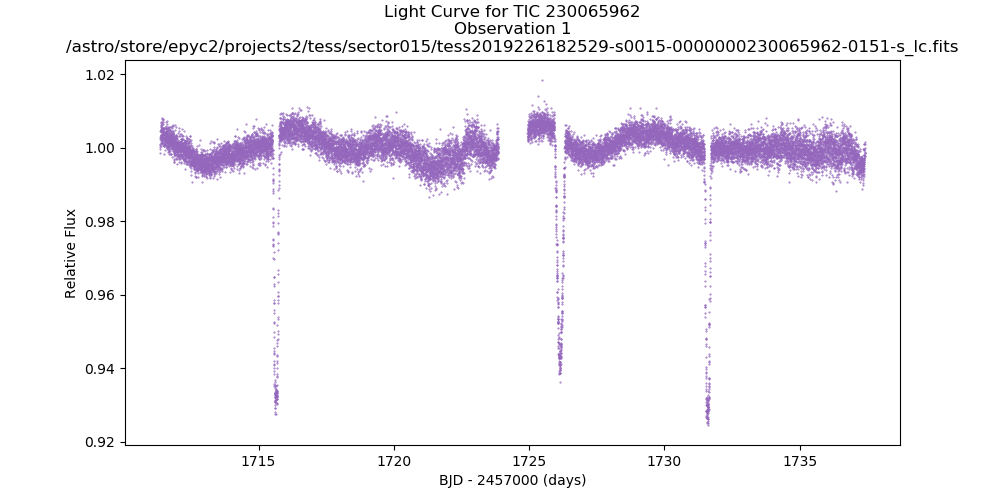 Light Curve for TIC 230065962
Observation 1
/astro/store/epyc2/projects2/tess/sector015/tess2019226182529-s0015-0000000230065962-0151-s_lc.fits
1.02
1.00
0.98
0.96
0.94
0.92
Relative Flux
1715
1720
1725
1730
1735
BJD - 2457000 (days)